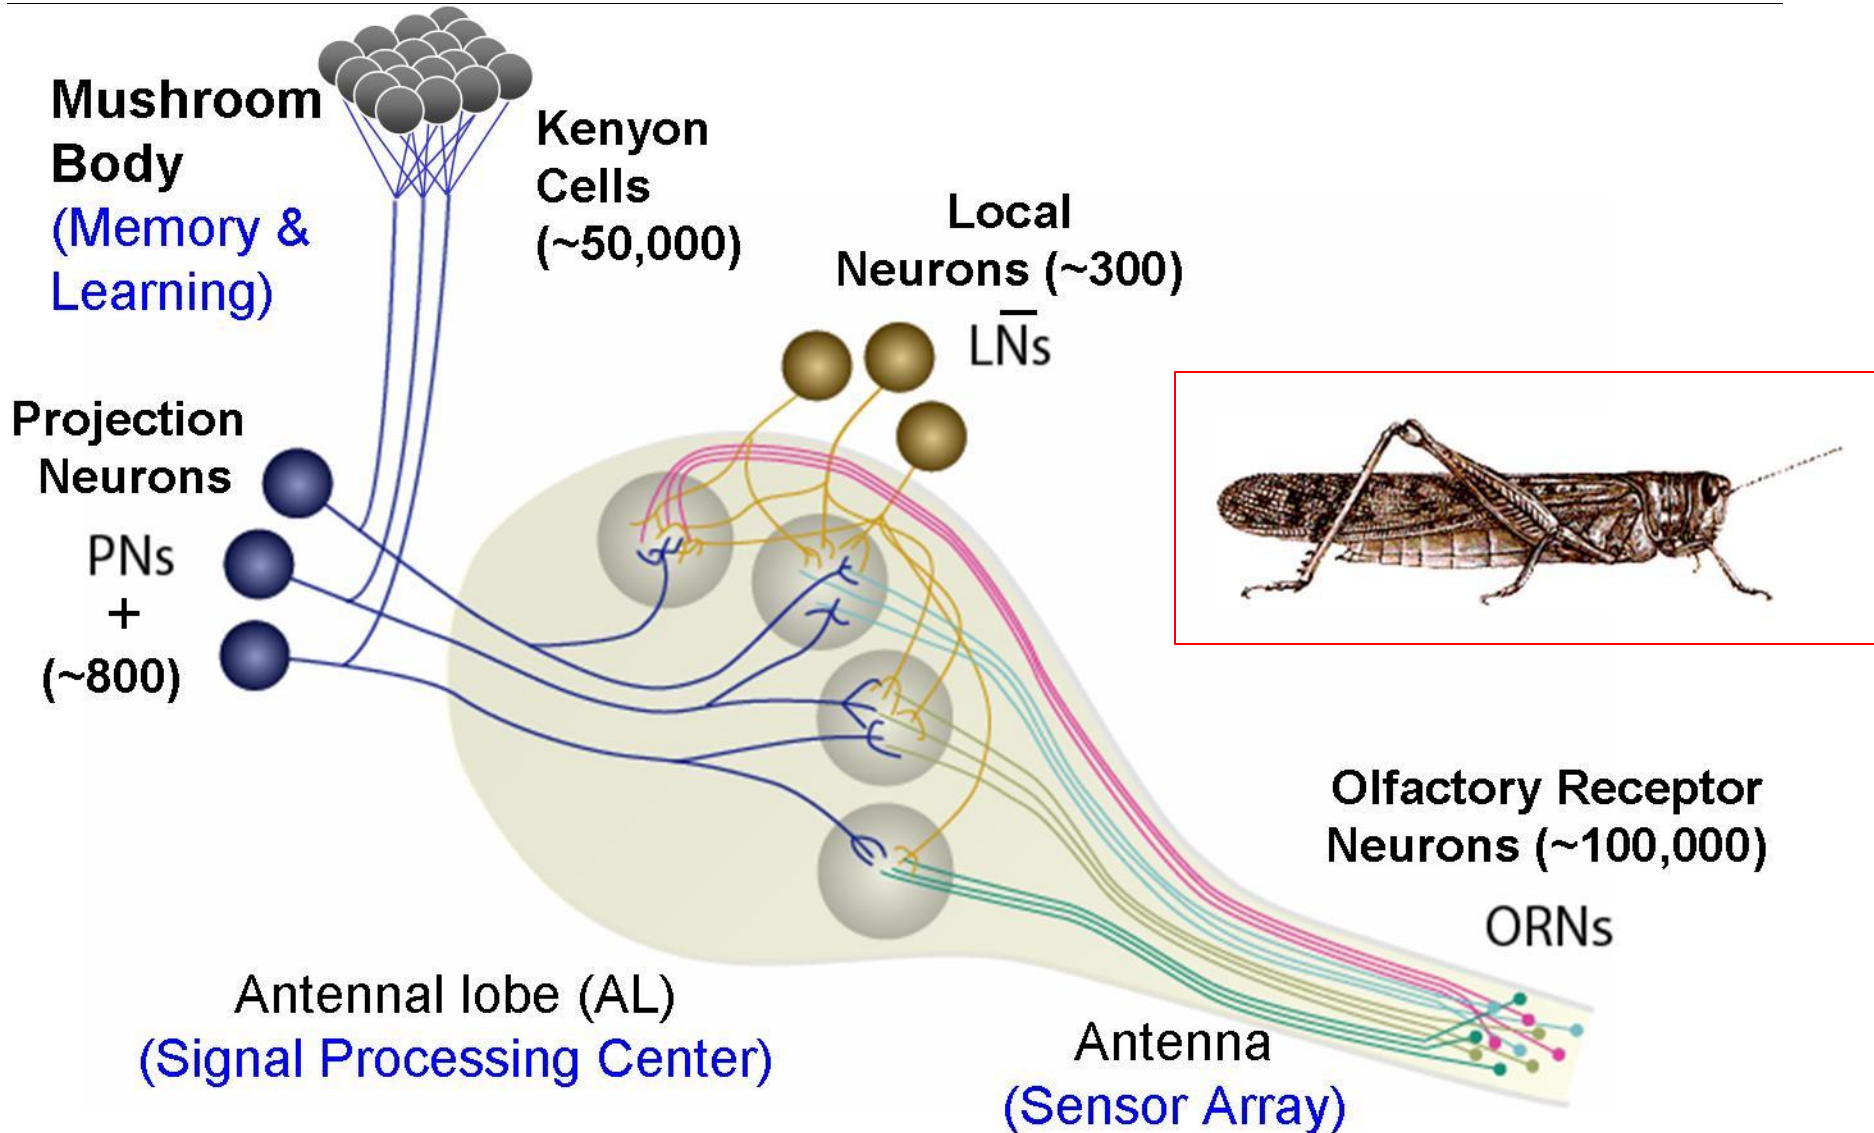 Mushroom
Body
(Memory &
Learning)
Kenyon
Cells
(~50,000)
Local
Neurons (~300)
LNs
Projection
Neurons
PNs
+
(~800)
Olfactory Receptor
Neurons (~100,000)
ORNs
Antennal lobe (AL)
(Signal Processing Center)
Antenna
(Sensor Array)